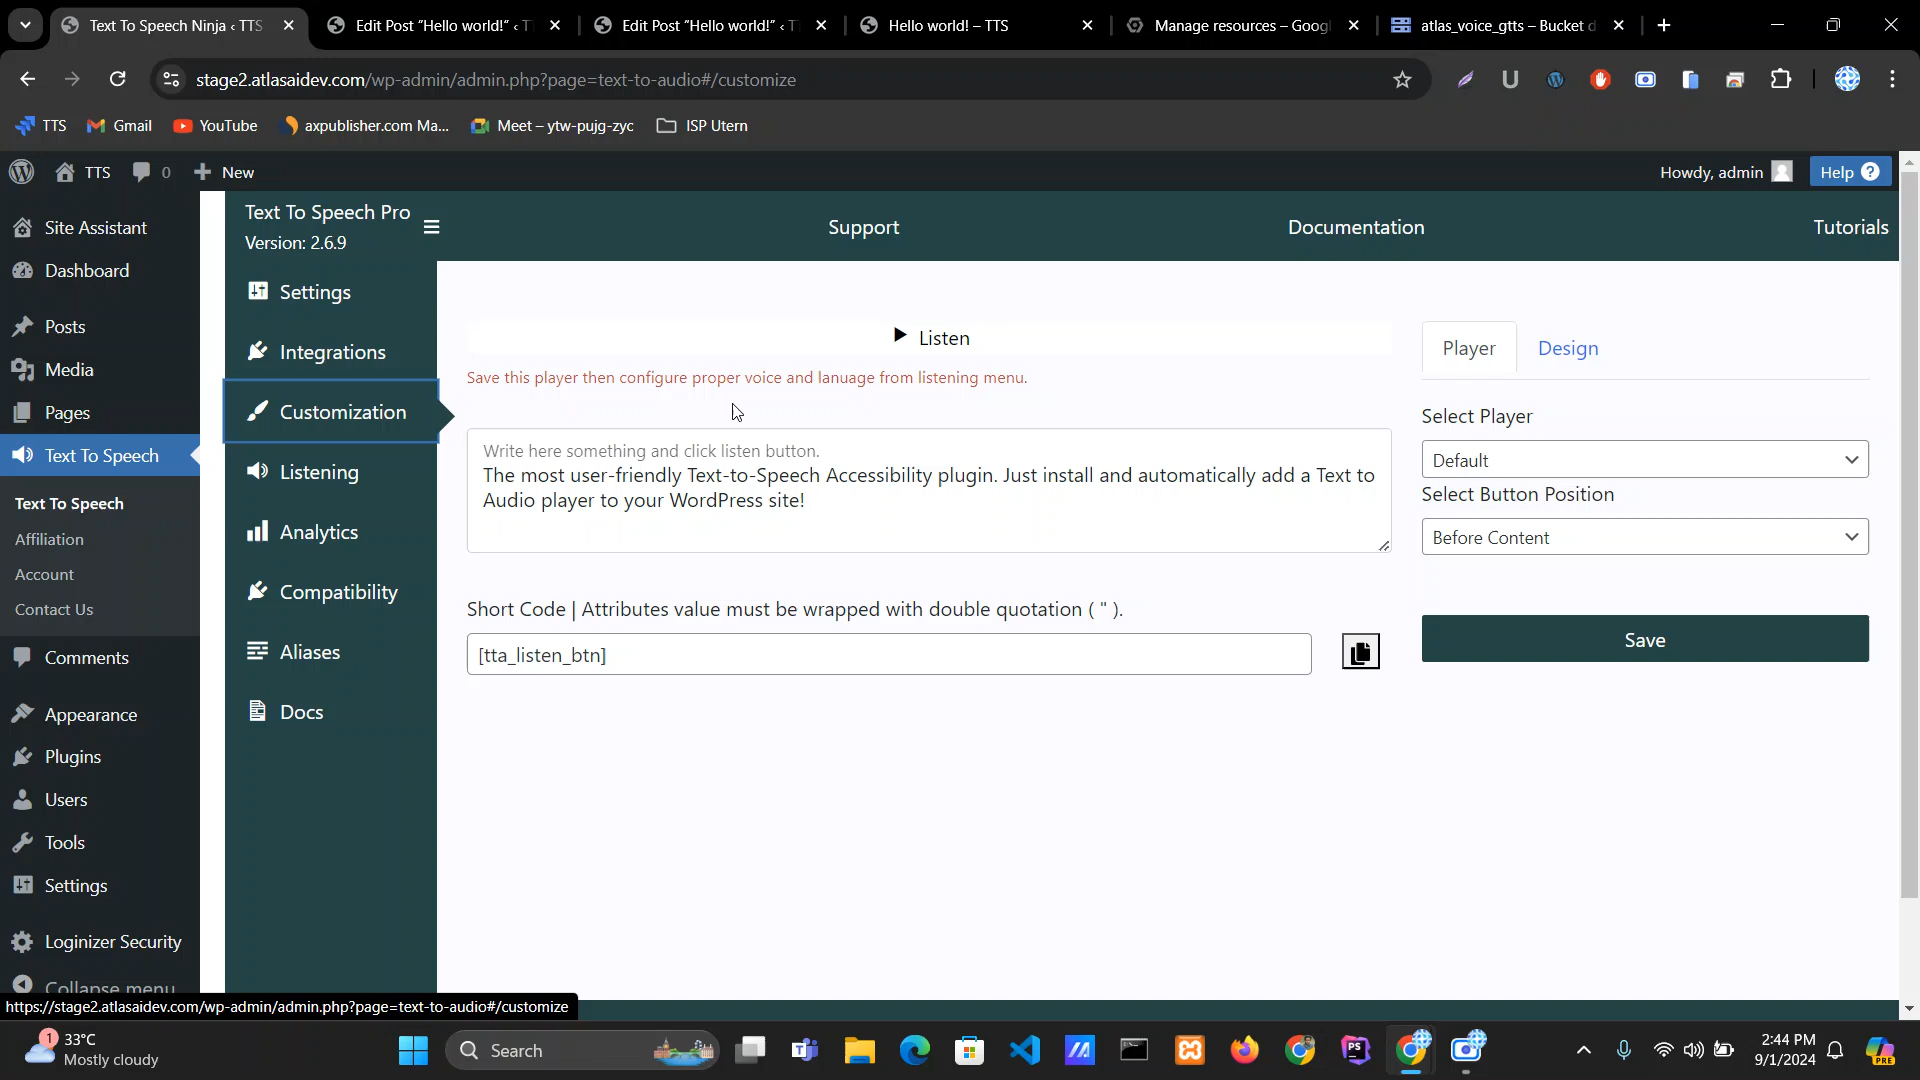 Text To Speech Ninja ‹ TTS
Edit Post "Hello world!" ‹ T
Edit Post "Hello world!" ‹ T
Hello world! – TTS
Manage resources – Goog
atlas_voice_gtts – Bucket d
stage2.atlasaidev.com/wp-admin/admin.php?page=text-to-audio#/customize
TTS
Gmail
YouTube
axpublisher.com Ma...
Meet – ytw-pujg-zyc
ISP Utern
TTS
0
New
Howdy, admin
Help
Site Assistant
Dashboard
Posts
Media
Pages
Text To Speech
Text To Speech
Affiliation
Account
Contact Us
Comments
Appearance
Plugins
Users
Tools
Settings
Loginizer Security
Collapse menu
Text To Speech Pro
Version: 2.6.9
Support
Documentation
Tutorials
Settings
Integrations
Customization
Listening
Analytics
Compatibility
Aliases
Docs
Listen
Save this player then configure proper voice and lanuage from listening menu.
Write here something and click listen button.
The most user-friendly Text-to-Speech Accessibility plugin. Just install and automatically add a Text to
Audio player to your WordPress site!
Short Code | Attributes value must be wrapped with double quotation ( " ).
[tta_listen_btn]
Player
Design
Select Player
Default
Select Button Position
Before Content
Save
https://stage2.atlasaidev.com/wp-admin/admin.php?page=text-to-audio#/customize
1
33°C
Mostly cloudy
Search
PS
2:44 PM
9/1/2024
PRE